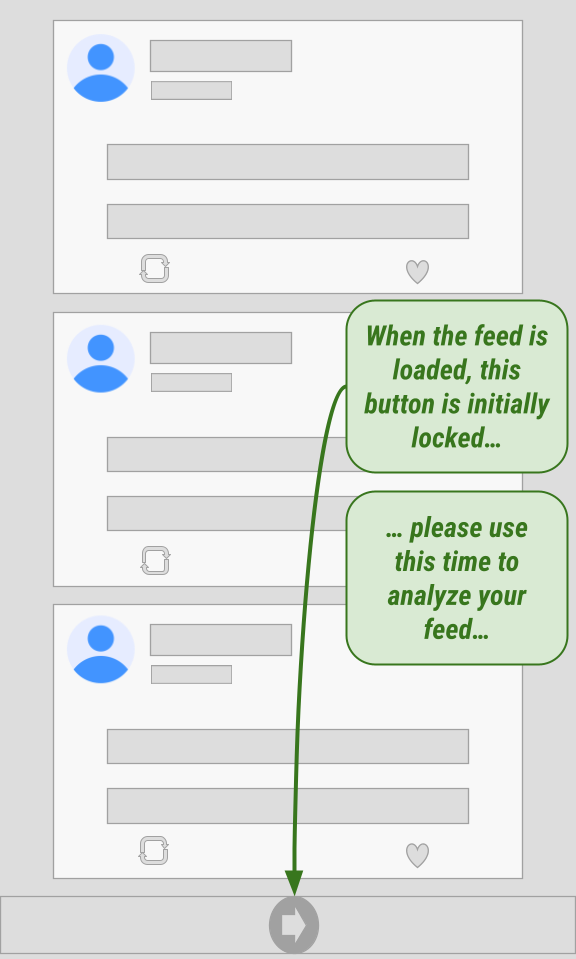 When the feed is
loaded, this
button is initially
locked…
… please use
this time to
analyze your
feed…